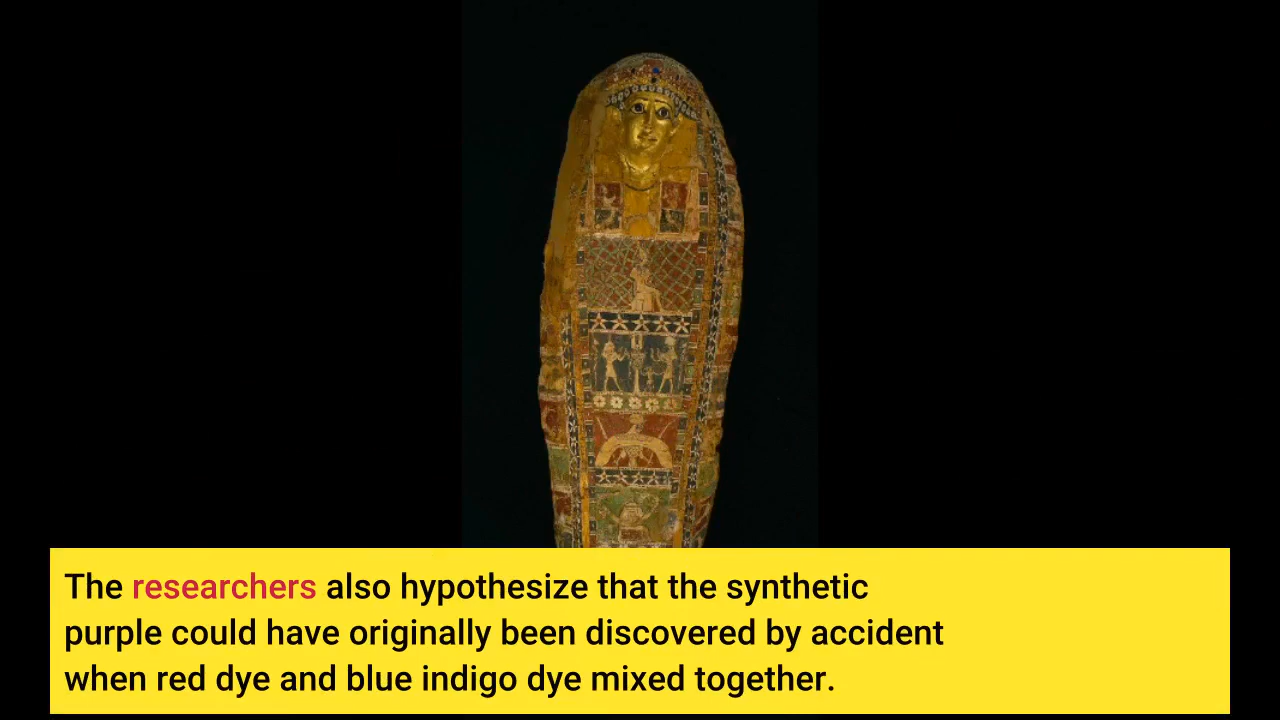 The researchers also hypothesize that the synthetic
purple could have originally been discovered by accident
when red dye and blue indigo dye mixed together.